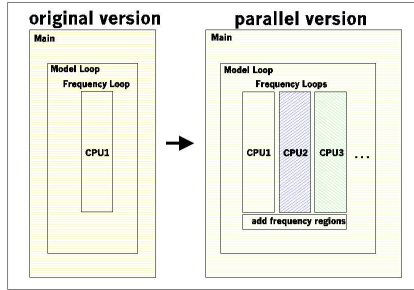 original version
Main
Model Loop
Frequency Loop
CPU1
parallel version
Main
Model Loop
Frequency Loops
CPU1 CPU2 CPU3 ...
add frequency regions